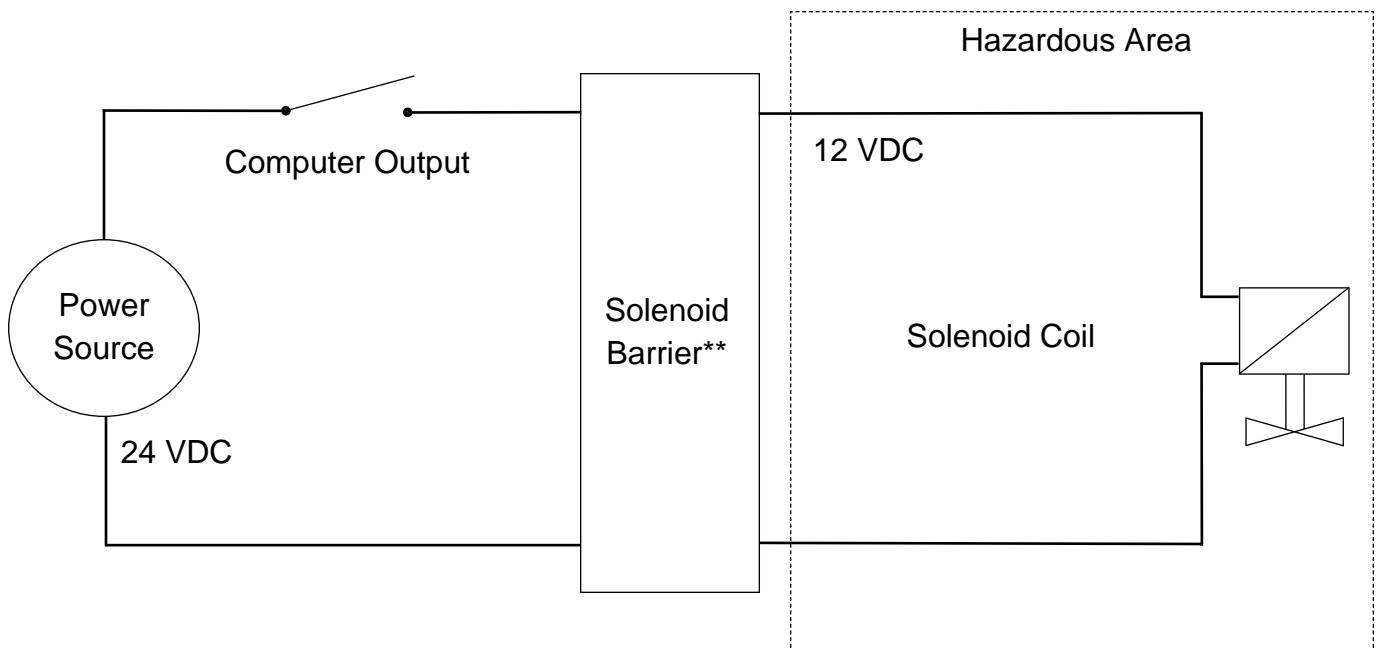 Hazardous Area
Computer Output
12 VDC
Power
Source
Solenoid
Barrier**
Solenoid Coil
24 VDC